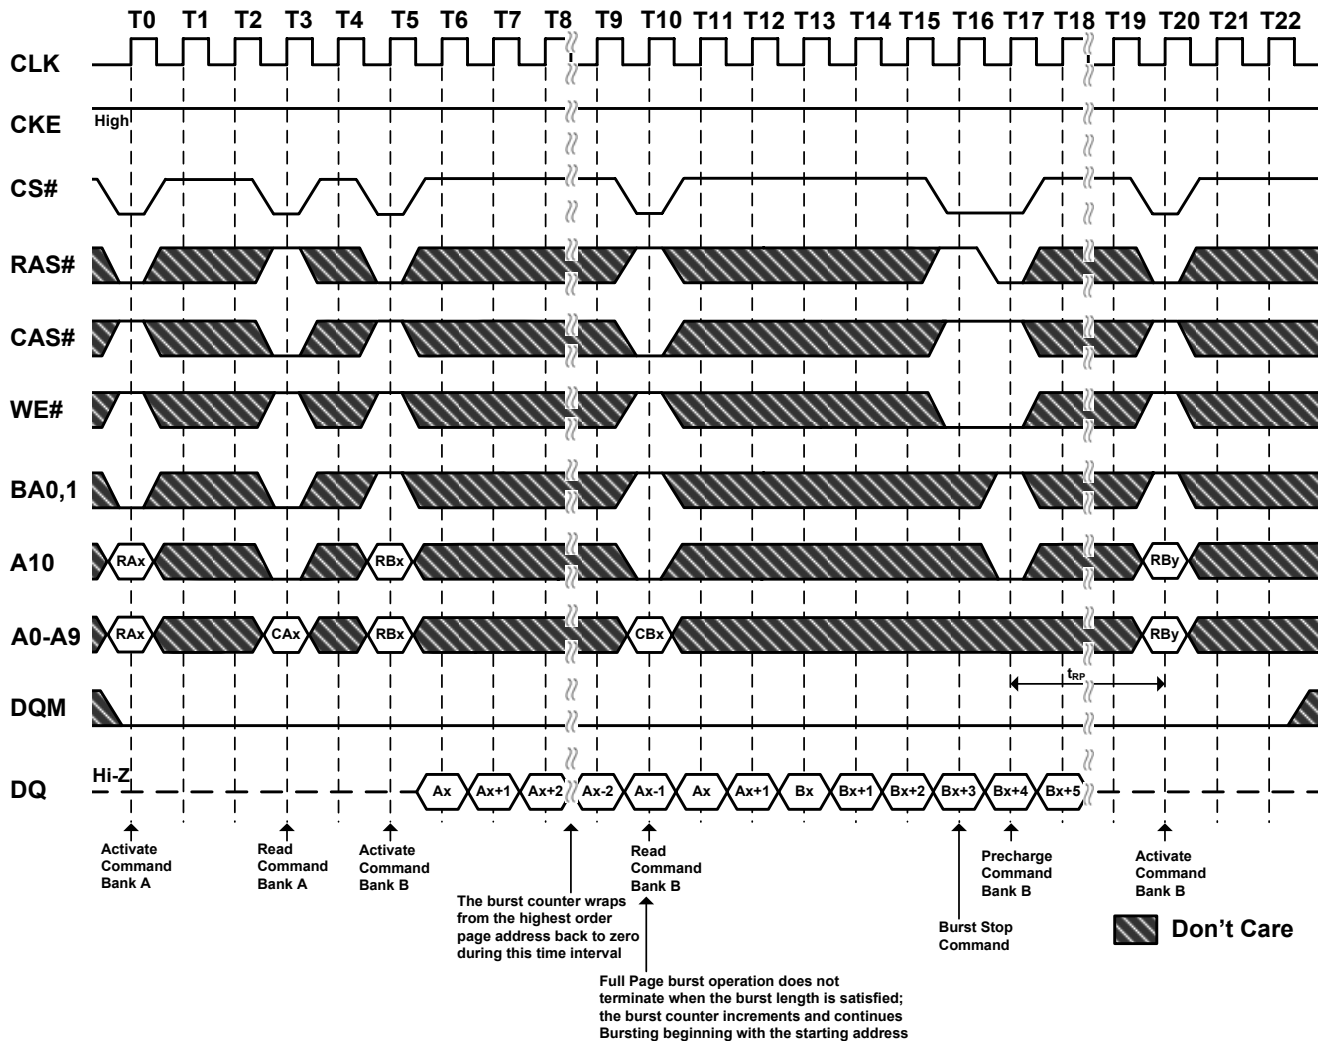 T0 T1 T2 T3 T4 T5 T6 T7 T8 T9 T10 T11 T12 T13 T14 T15 T16 T17 T18 T19 T20 T21 T22
CLK
CKE
High
CS#
RAS#
CAS#
WE#
BA0,1
A10
RAx RBx RBy
A0-A9
RAx CAx RBx CBx RBy
tRP
DQM
Hi-Z
DQ
Ax Ax+1 Ax+2 Ax-2 Ax-1 Ax Ax+1 Bx Bx+1 Bx+2 Bx+3 Bx+4 Bx+5
Activate
Command
Bank A
Read
Command
Bank A
Activate
Command
Bank B
The burst counter wraps
from the highest order
page address back to zero
during this time interval
Read
Command
Bank B
Full Page burst operation does not
terminate when the burst length is satisfied;
the burst counter increments and continues
Bursting beginning with the starting address
Burst Stop
Command
Precharge
Command
Bank B
Activate
Command
Bank B
Don't Care